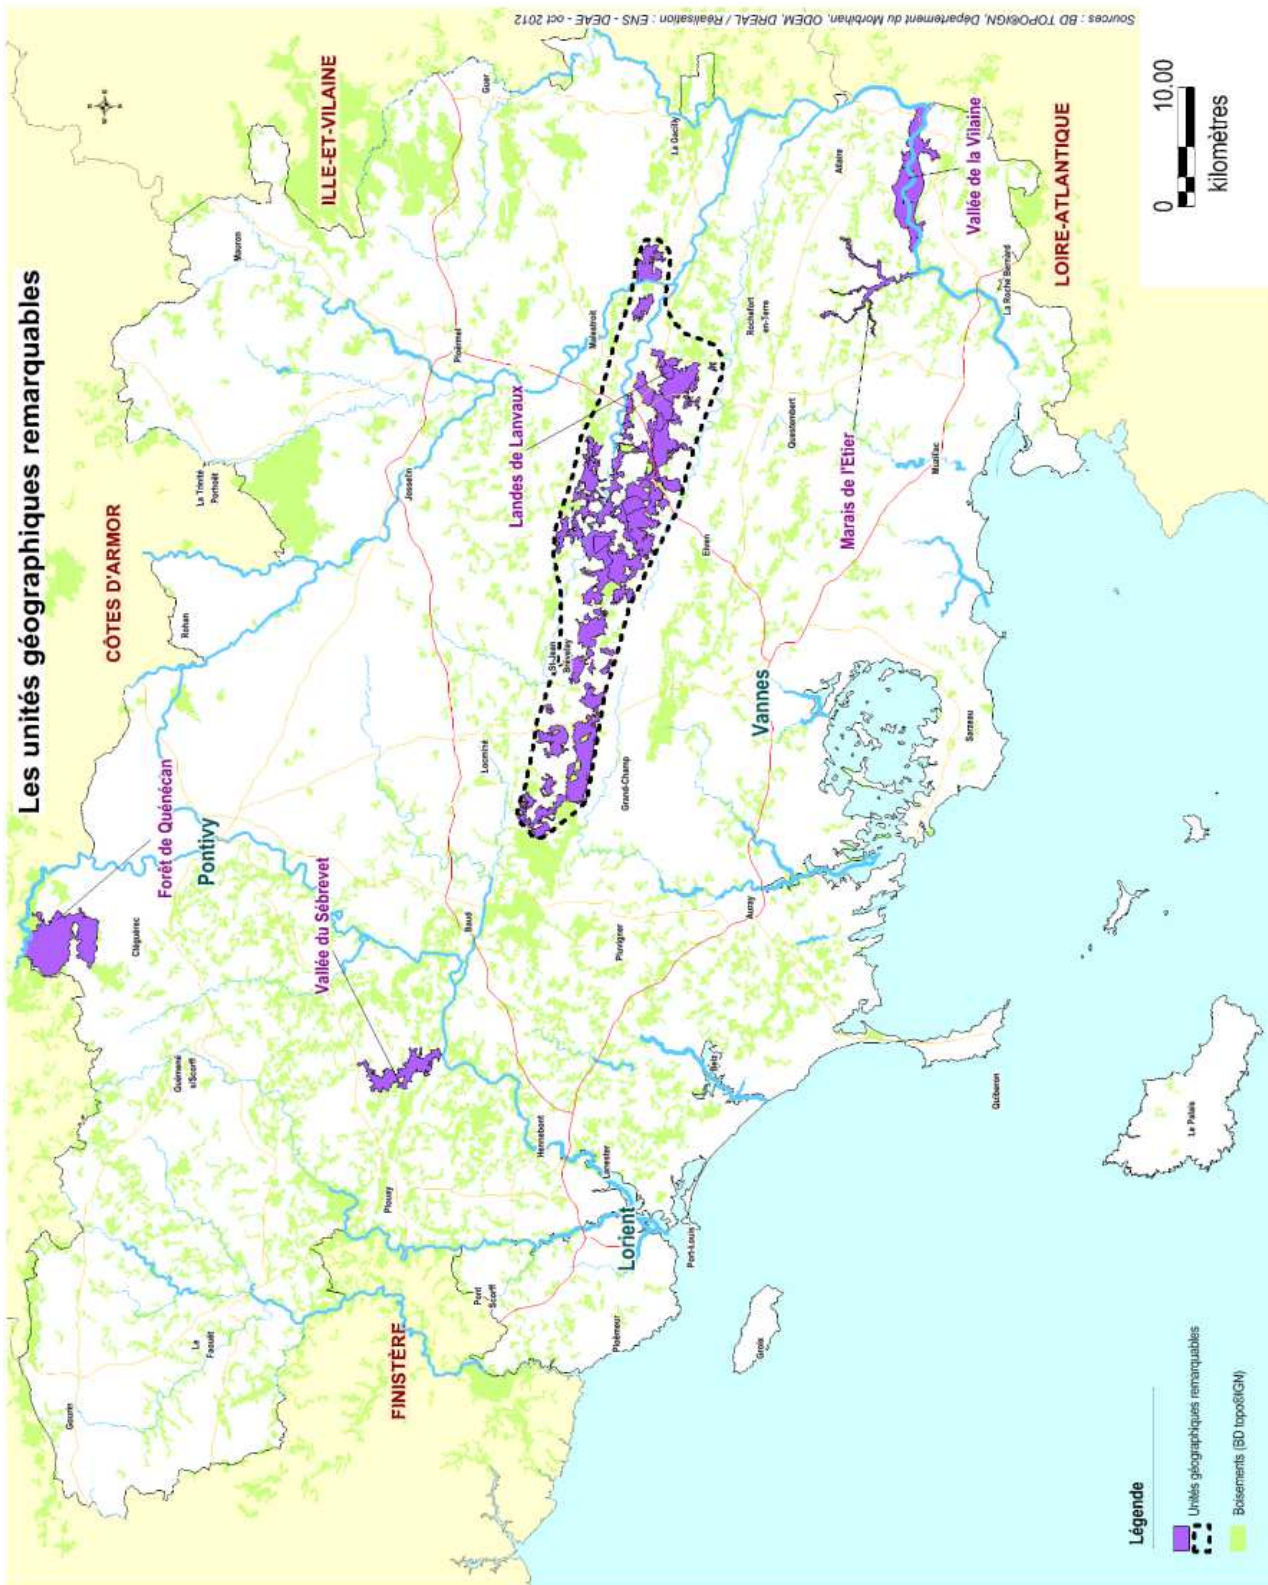 Les unités géographiques remarquables
CÔTES D'ARMOR
ILLE-ET-VILAINE
LOIRE-ATLANTIQUE
FINISTÈRE
Forêt de Quénécan
Vallée du Sébrevet
Landes de Lanvaux
Marais de l'Etier
Vallée de la Vilaine
Pontivy
Vannes
Lorient
Gourin
La
Faouët
Guémené
s/Scorff
Cléguérec
Rohan
La Trinité
Porhoët
Mauron
Guer
Ploërmel
Josselin
Locminé
St-Jean
Brévelay
Malestroit
La Gacilly
Baud
Plouay
Pont
Scorff
Hennebont
Lanester
Ploëmeur
Port-Louis
Groix
Belz
Pluvigner
Auray
Grand-Champ
Elven
Questembert
Rochefort
en-Terre
Allaire
La Roche Bernard
Muzillac
Sarzeau
Quiberon
Le Palais
0 10.00
kilomètres
Légende
Unités géographiques remarquables
Boisements (BD topo®IGN)
Sources : BD TOPO®IGN, Département du Morbihan, ODEM, DREAL / Réalisation : ENS - DEAE - oct 2012